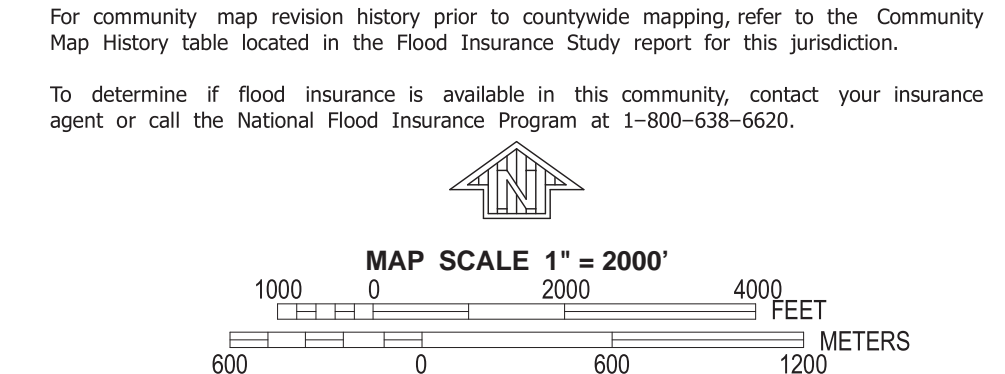 For community map revision history prior to countywide mapping, refer to the Community
Map History table located in the Flood Insurance Study report for this jurisdiction.
To determine if flood insurance is available in this community, contact your insurance
agent or call the National Flood Insurance Program at 1–800–638–6620.
N
MAP SCALE 1" = 2000’
1000 0 2000 4000
FEET
METERS
600 0 600 1200